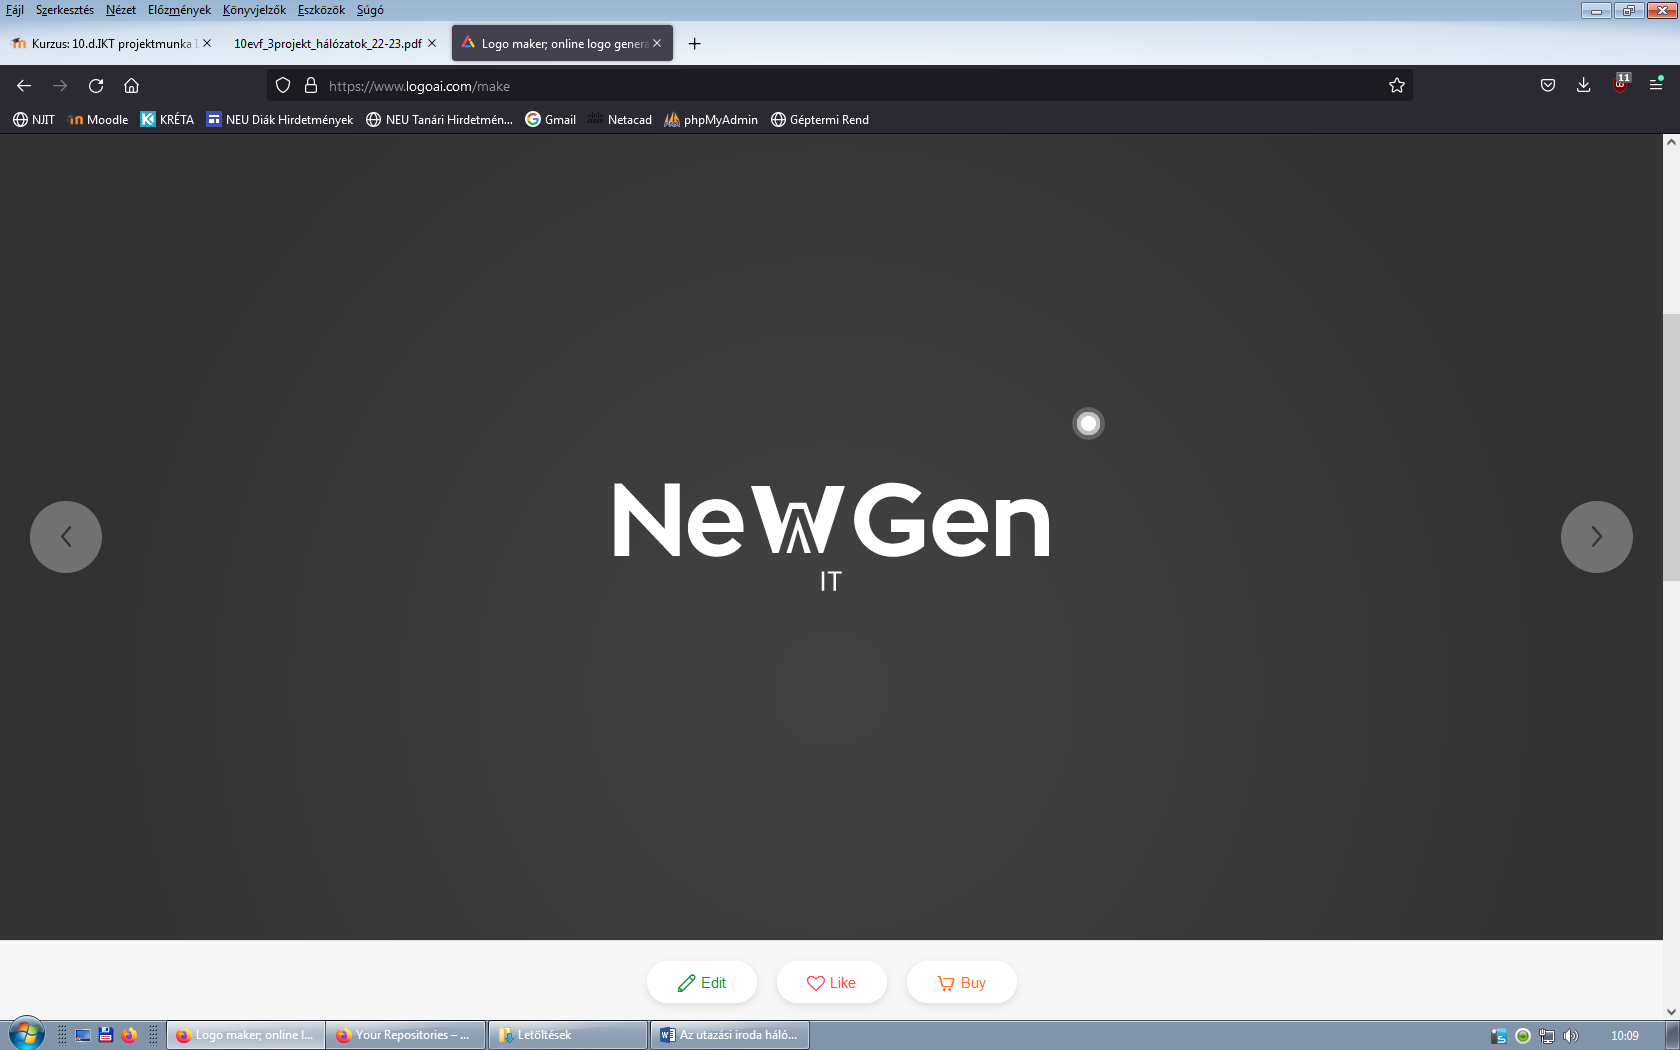 Fájl Szerkesztés Nézet Előzmények Könyvjelzők Eszközök Súgó
Kurzus: 10.d.IKT projektmunka
10evf_3projekt_hálózatok_22-23.pdf
Logo maker; online logo genera
https://www.logoai.com/make
11
NJIT Moodle KRÉTA NEU Diák Hirdetmények NEU Tanári Hirdetmén... Gmail Netacad phpMyAdmin Géptermi Rend
NeWGen
IT
Edit Like Buy
Logo maker; online l... Your Repositories – ... Letöltések Az utazási iroda háló... 10:09